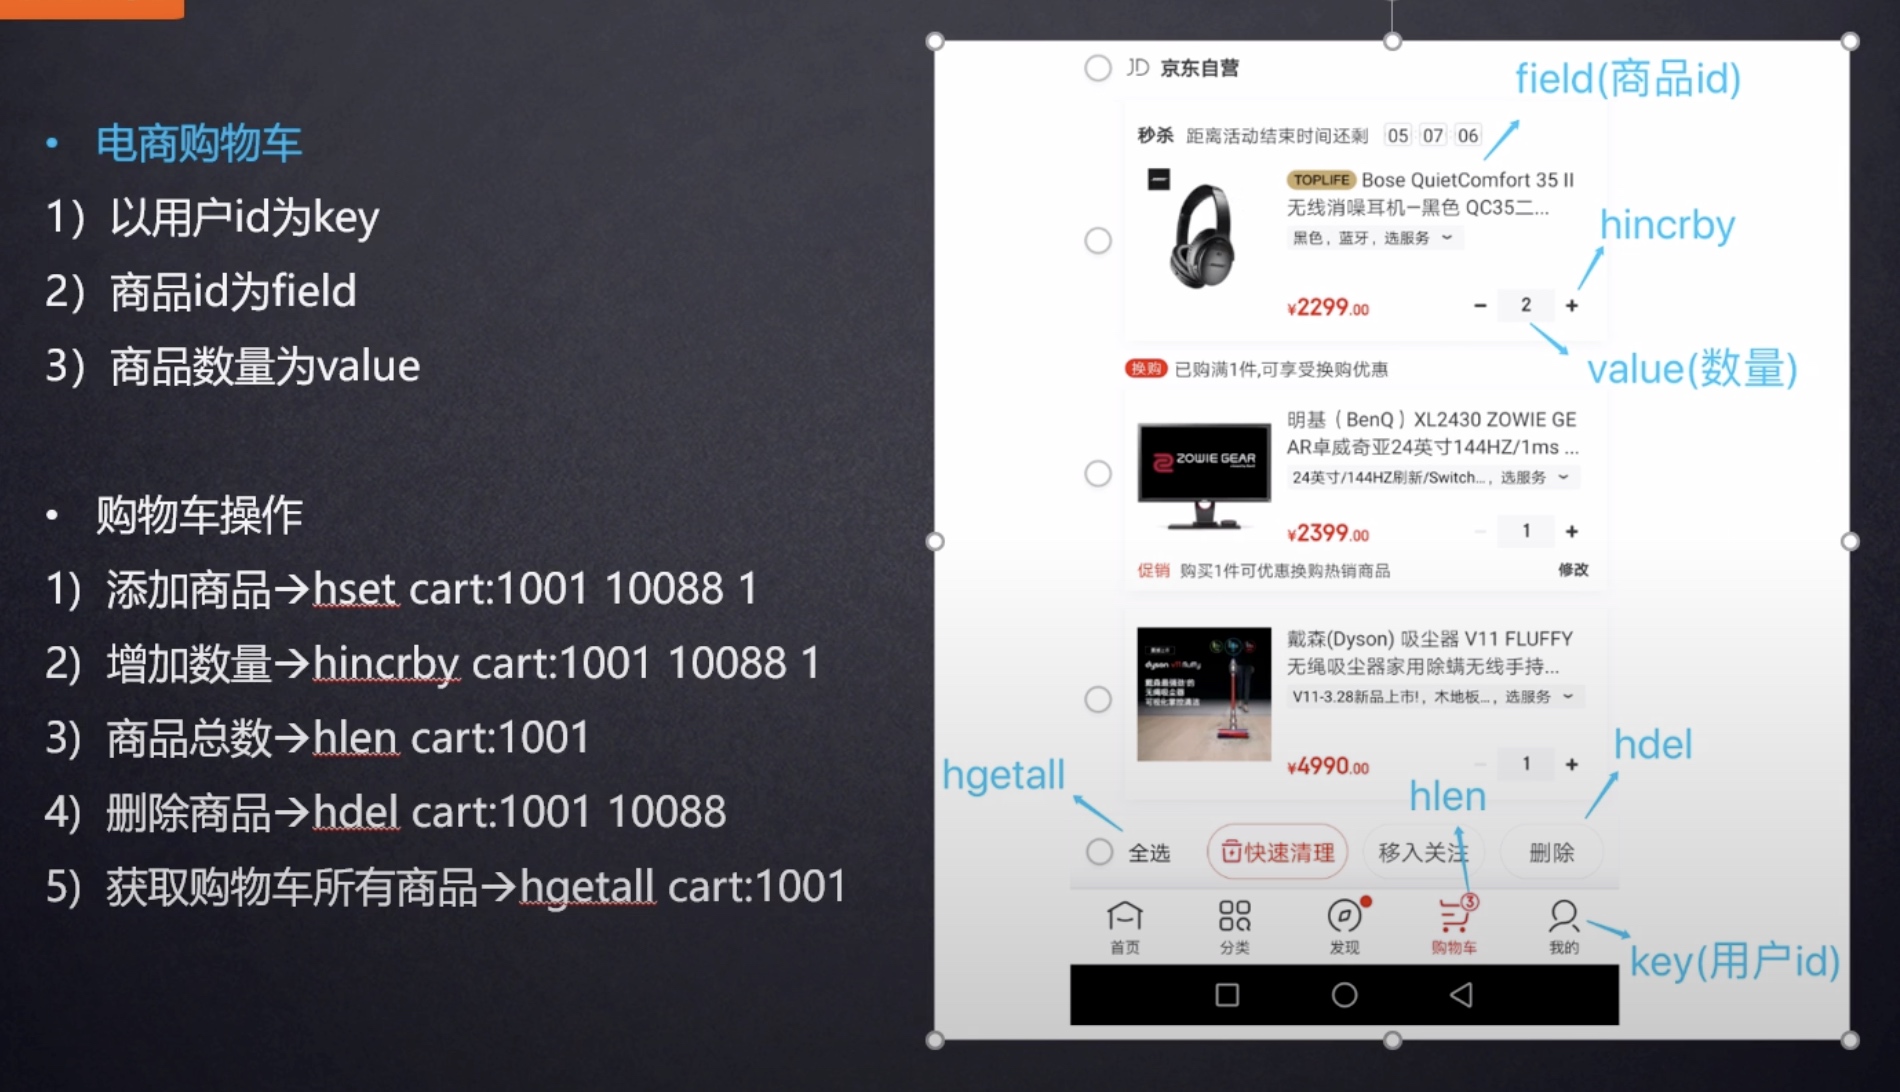 • 电商购物车
1) 以用户id为key
2) 商品id为field
3) 商品数量为value
• 购物车操作
1) 添加商品→hset cart:1001 10088 1
2) 增加数量→hincrby cart:1001 10088 1
3) 商品总数→hlen cart:1001
4) 删除商品→hdel cart:1001 10088
5) 获取购物车所有商品→hgetall cart:1001
JD 京东自营
field(商品id)
秒杀 距离活动结束时间还剩 05 07 06
TOPLIFE Bose QuietComfort 35 II
无线消噪耳机—黑色 QC35二...
黑色，蓝牙，选服务
hincrby
¥2299.00
− 2 +
value(数量)
换购 已购满1件,可享受换购优惠
ZOWIE GEAR
明基（BenQ）XL2430 ZOWIE GE
AR卓威奇亚24英寸144HZ/1ms ...
24英寸/144HZ刷新/Switch...，选服务
¥2399.00
− 1 +
促销 购买1件可优惠换购热销商品
修改
dyson v11 fluffy
戴森(Dyson) 吸尘器 V11 FLUFFY
无绳吸尘器家用除螨无线手持...
V11-3.28新品上市!，木地板...，选服务
¥4990.00
− 1 +
hdel
hgetall
hlen
全选
快速清理
移入关注
删除
3
首页
分类
发现
购物车
我的
key(用户id)